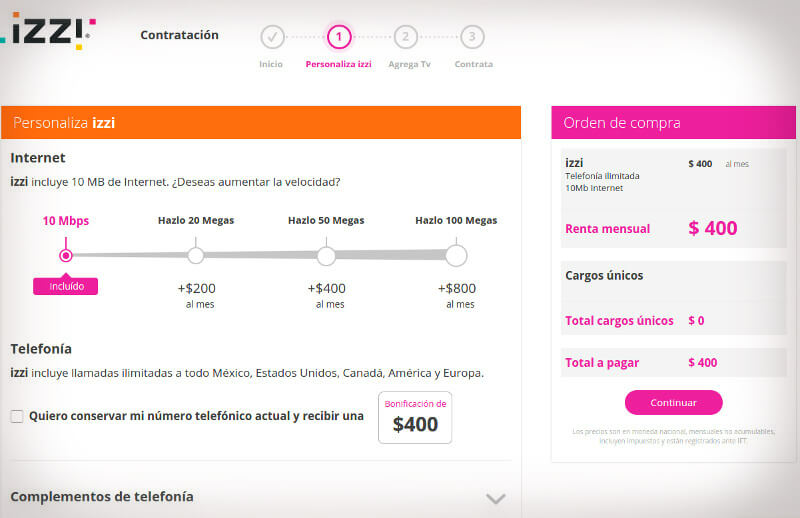 izzi
Contratación
1
2
3
Inicio
Personaliza izzi
Agrega Tv
Contrata
Personaliza izzi
Internet
izzi incluye 10 MB de Internet. ¿Deseas aumentar la velocidad?
10 Mbps
Hazlo 20 Megas
Hazlo 50 Megas
Hazlo 100 Megas
Incluído
+$200
al mes
+$400
al mes
+$800
al mes
Telefonía
izzi incluye llamadas ilimitadas a todo México, Estados Unidos, Canadá, América y Europa.
Quiero conservar mi número telefónico actual y recibir una
Bonificación de
$400
Complementos de telefonía
Orden de compra
izzi $ 400 al mes
Telefonía ilimitada
10Mb Internet
Renta mensual $ 400
Cargos únicos
Total cargos únicos $ 0
Total a pagar $ 400
Continuar
Los precios son en moneda nacional, mensuales no acumulables,
incluyen impuestos y están registrados ante IFT.